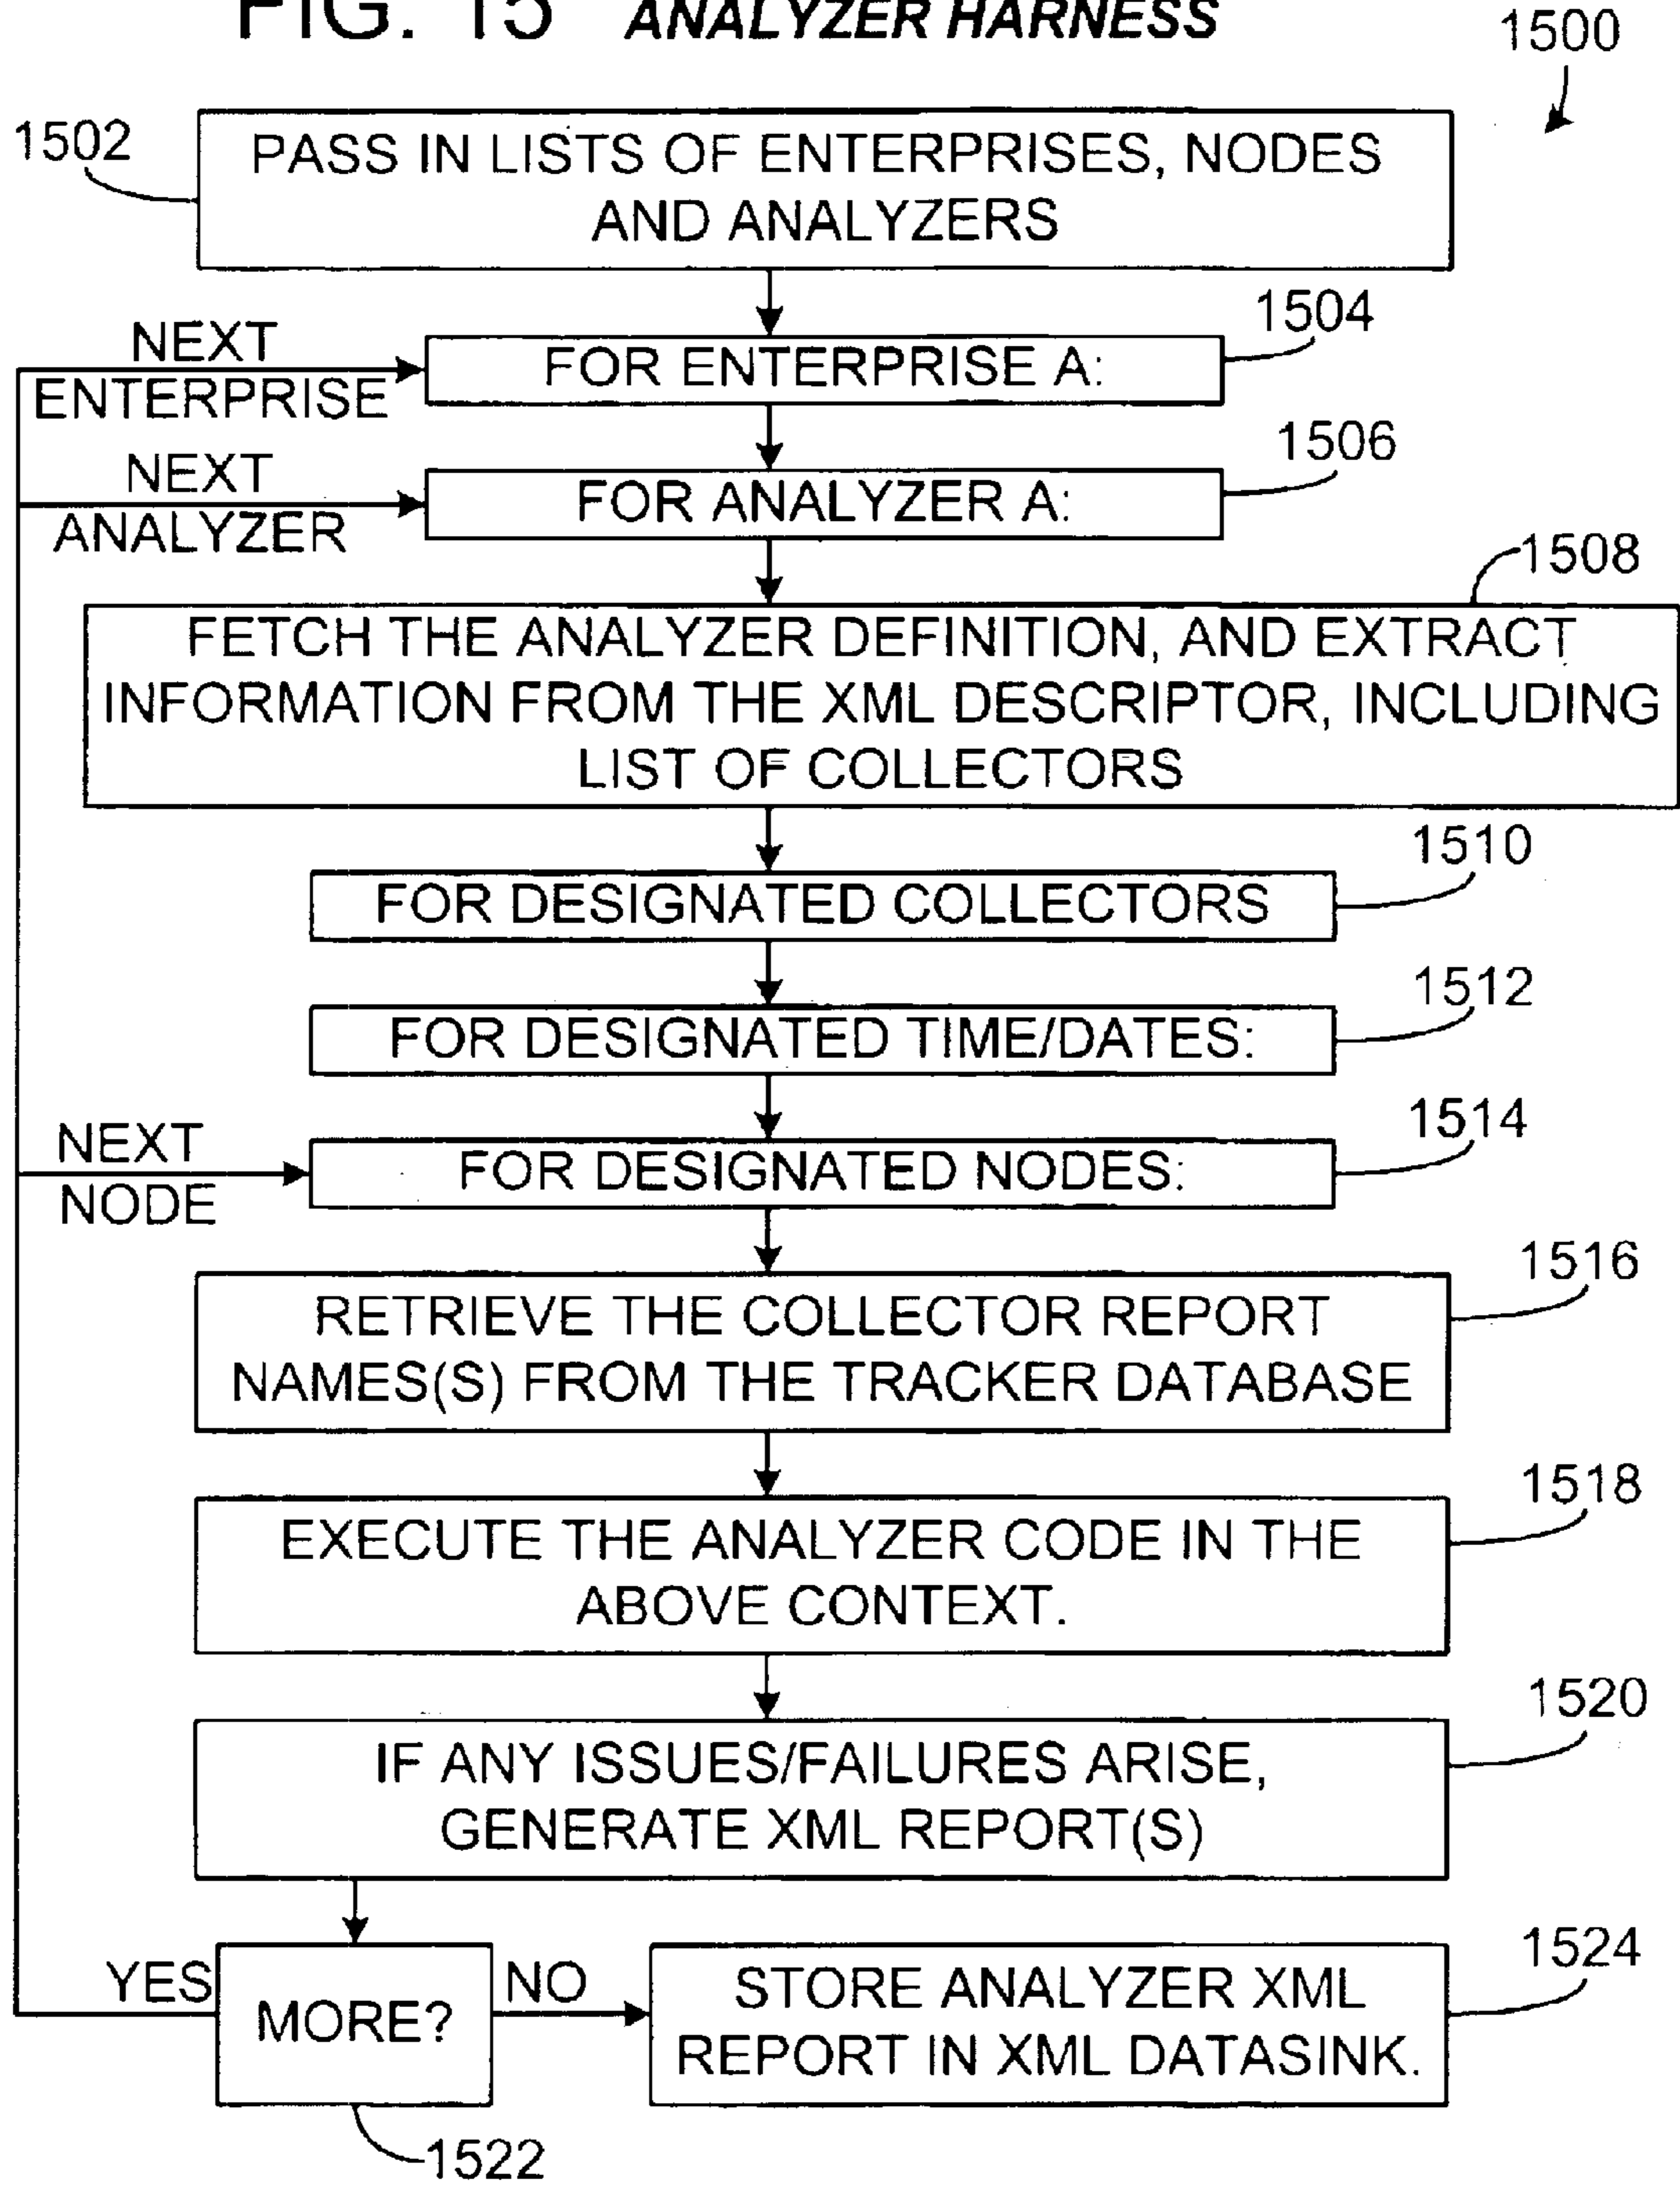 FIG. 15 ANALYZER HARNESS
1500
1502
PASS IN LISTS OF ENTERPRISES, NODES
AND ANALYZERS
1504
NEXT
ENTERPRISE
FOR ENTERPRISE A:
1506
NEXT
ANALYZER
FOR ANALYZER A:
1508
FETCH THE ANALYZER DEFINITION, AND EXTRACT
INFORMATION FROM THE XML DESCRIPTOR, INCLUDING
LIST OF COLLECTORS
1510
FOR DESIGNATED COLLECTORS
1512
FOR DESIGNATED TIME/DATES:
1514
NEXT
NODE
FOR DESIGNATED NODES:
1516
RETRIEVE THE COLLECTOR REPORT
NAMES(S) FROM THE TRACKER DATABASE
1518
EXECUTE THE ANALYZER CODE IN THE
ABOVE CONTEXT.
1520
IF ANY ISSUES/FAILURES ARISE,
GENERATE XML REPORT(S)
YES
MORE?
NO
1524
STORE ANALYZER XML
REPORT IN XML DATASINK.
1522